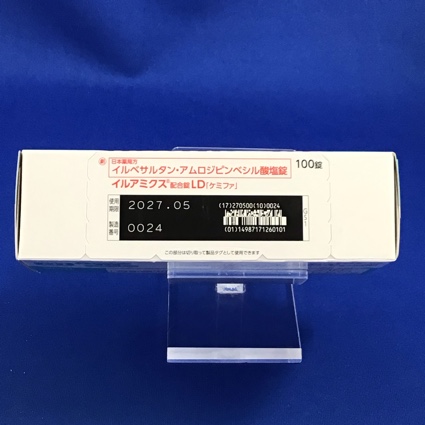 日本薬局方
イルベサルタン・アムロジピンベシル酸塩錠
100錠
イルアミクス®配合錠LD「ケミファ」
使用期限 2027.05
(17)270500(10)0024
製造番号 0024
(01)14987171260101
この部分は切り取って製品タグとして使用できます